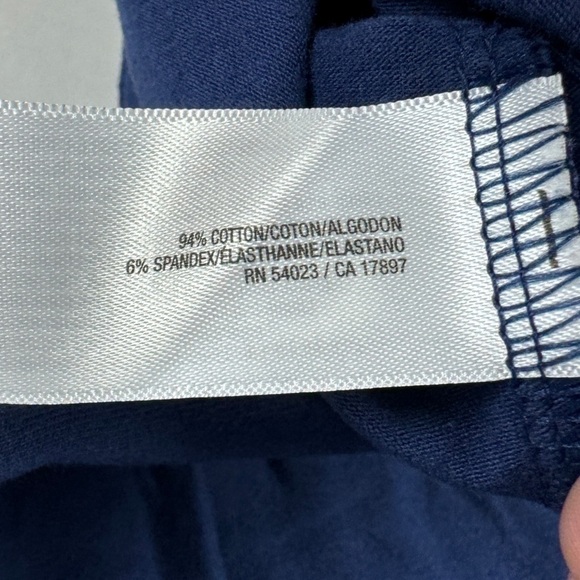 94% COTTON/COTON/ALGODON
6% SPANDEX/ÉLASTHANNE/ELASTANO
RN 54023 / CA 17897